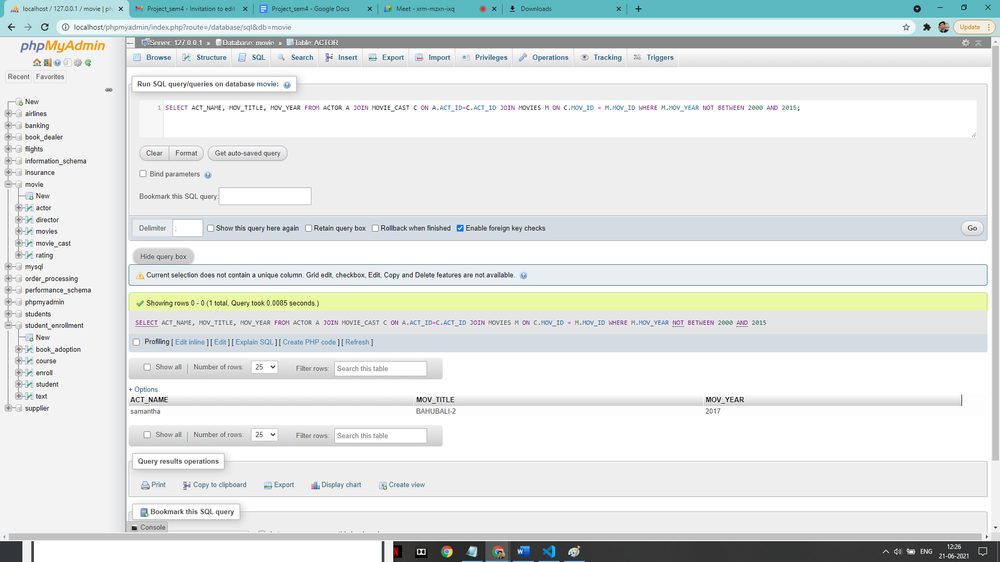 localhost / 127.0.0.1 / movie | ph
Project_sem4 - Invitation to edit
Project_sem4 - Google Docs
Meet - xrm-mzxn-ixq
Downloads
localhost/phpmyadmin/index.php?route=/database/sql&db=movie
Update
phpMyAdmin
Recent
Favorites
New
airlines
banking
book_dealer
flights
information_schema
insurance
movie
New
actor
director
movies
movie_cast
rating
mysql
order_processing
performance_schema
phpmyadmin
students
student_enrollment
New
book_adoption
course
enroll
student
text
supplier
Server: 127.0.0.1 » Database: movie » Table: ACTOR
Browse Structure SQL Search Insert Export Import Privileges Operations Tracking Triggers
Run SQL query/queries on database movie:
1 SELECT ACT_NAME, MOV_TITLE, MOV_YEAR FROM ACTOR A JOIN MOVIE_CAST C ON A.ACT_ID=C.ACT_ID JOIN MOVIES M ON C.MOV_ID = M.MOV_ID WHERE M.MOV_YEAR NOT BETWEEN 2000 AND 2015;
Clear Format Get auto-saved query
Bind parameters
Bookmark this SQL query:
Delimiter ; Show this query here again Retain query box Rollback when finished Enable foreign key checks Go
Hide query box
Current selection does not contain a unique column. Grid edit, checkbox, Edit, Copy and Delete features are not available.
Showing rows 0 - 0 (1 total, Query took 0.0085 seconds.)
SELECT ACT_NAME, MOV_TITLE, MOV_YEAR FROM ACTOR A JOIN MOVIE_CAST C ON A.ACT_ID=C.ACT_ID JOIN MOVIES M ON C.MOV_ID = M.MOV_ID WHERE M.MOV_YEAR NOT BETWEEN 2000 AND 2015
Profiling [ Edit inline ] [ Edit ] [ Explain SQL ] [ Create PHP code ] [ Refresh ]
Show all | Number of rows: 25 Filter rows: Search this table
+ Options
ACT_NAME MOV_TITLE MOV_YEAR
samantha BAHUBALI-2 2017
Show all | Number of rows: 25 Filter rows: Search this table
Query results operations
Print Copy to clipboard Export Display chart Create view
Bookmark this SQL query
Console
ENG
12:26
21-06-2021